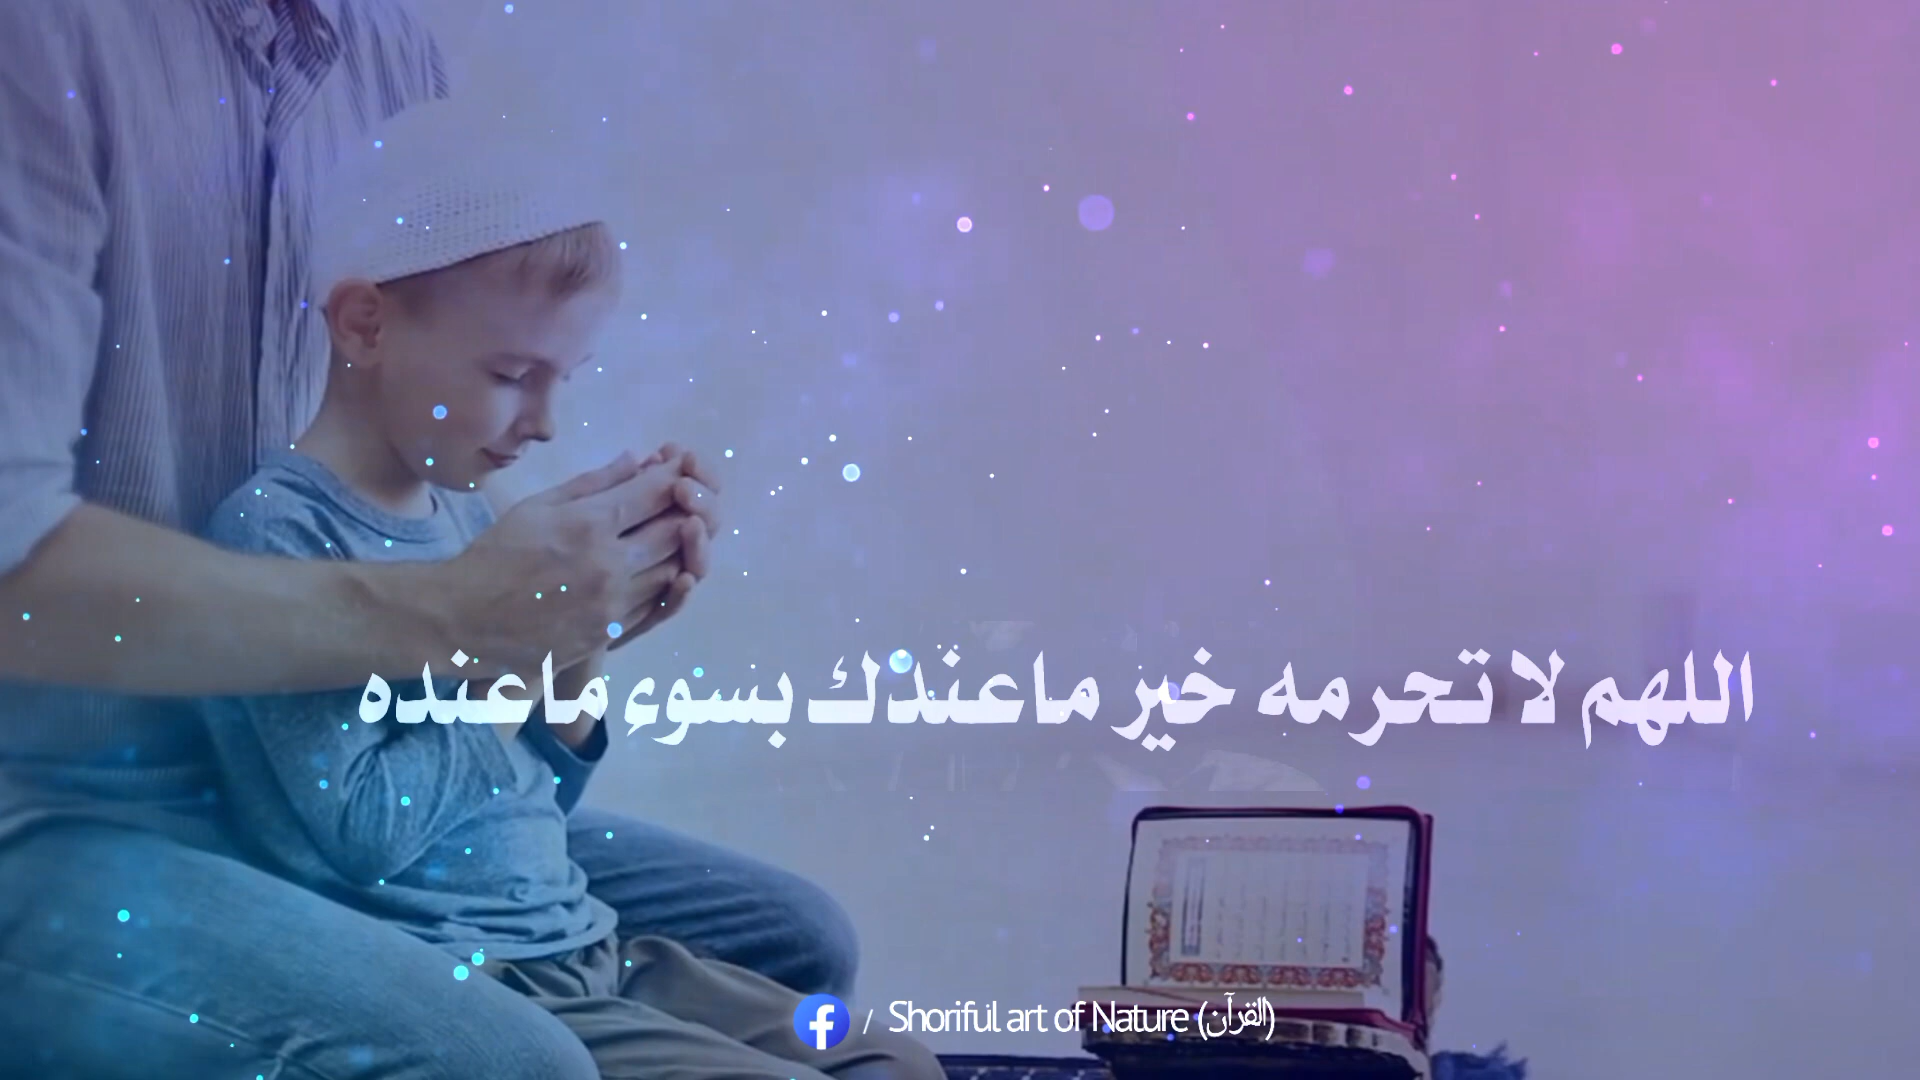 اللهم لا تحرمه خير ماعندك بسوء ماعنده
/ Shoriful art of Nature (القرآن)